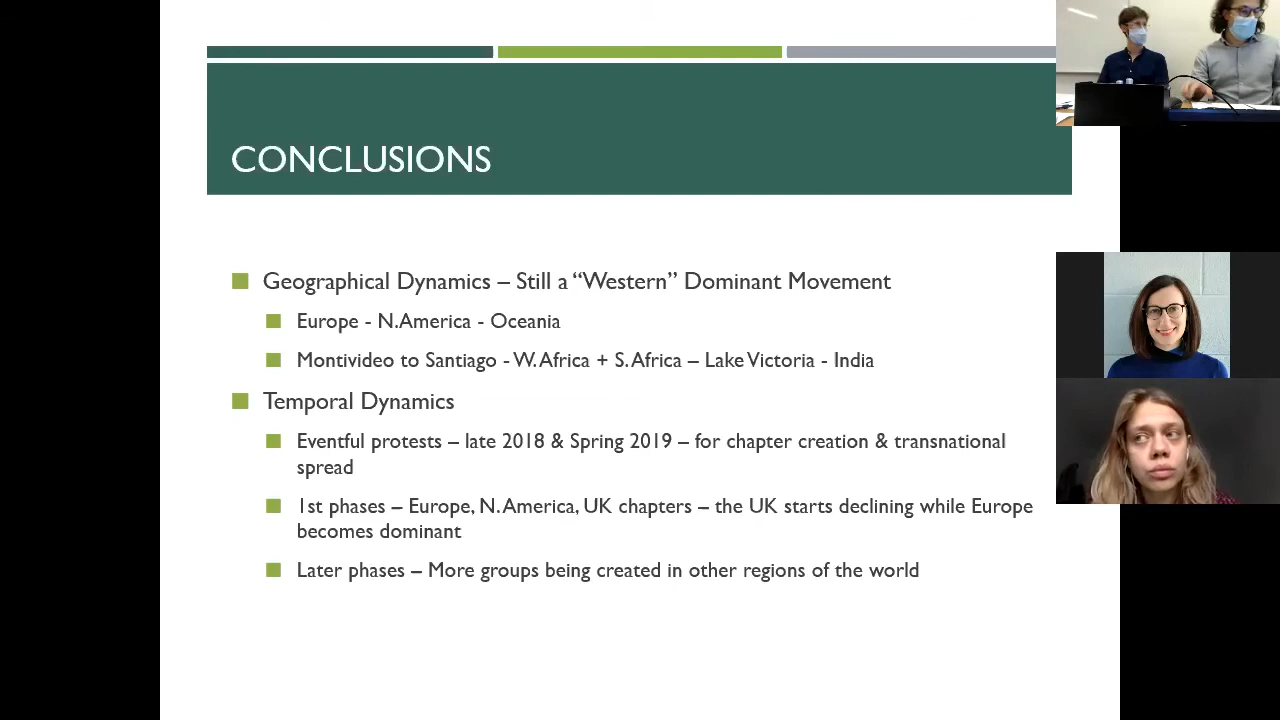 CONCLUSIONS
Geographical Dynamics – Still a “Western” Dominant Movement
Europe - N.America - Oceania
Montivideo to Santiago - W. Africa + S. Africa – Lake Victoria - India
Temporal Dynamics
Eventful protests – late 2018 & Spring 2019 – for chapter creation & transnational
spread
1st phases – Europe, N. America, UK chapters – the UK starts declining while Europe
becomes dominant
Later phases – More groups being created in other regions of the world